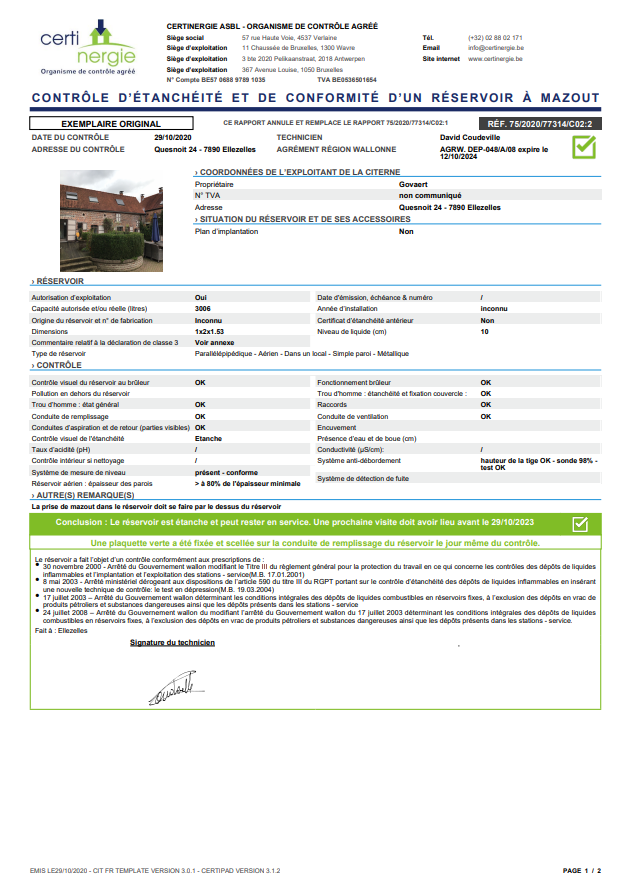 certi
nergie
Organisme de contrôle agréé
CERTINERGIE ASBL - ORGANISME DE CONTRÔLE AGRÉÉ
Siège social 57 rue Haute Voie, 4537 Verlaine Tél. (+32) 02 88 02 171
Siège d'exploitation 11 Chaussée de Bruxelles, 1300 Wavre Email info@certinergie.be
Siège d'exploitation 3 bte 2020 Pelikaanstraat, 2018 Antwerpen Site internet www.certinergie.be
Siège d'exploitation 367 Avenue Louise, 1050 Bruxelles
N° Compte BE57 0688 9789 1035 TVA BE0536501654
CONTRÔLE D'ÉTANCHÉITÉ ET DE CONFORMITÉ D'UN RÉSERVOIR À MAZOUT
EXEMPLAIRE ORIGINAL CE RAPPORT ANNULE ET REMPLACE LE RAPPORT 75/2020/77314/C02:1 RÉF. 75/2020/77314/C02:2
DATE DU CONTRÔLE 29/10/2020 TECHNICIEN David Coudeville
ADRESSE DU CONTRÔLE Quesnoit 24 - 7890 Ellezelles AGRÉMENT RÉGION WALLONNE AGRW. DEP-048/A/08 expire le
12/10/2024
› COORDONNÉES DE L'EXPLOITANT DE LA CITERNE
Propriétaire Govaert
N° TVA non communiqué
Adresse Quesnoit 24 - 7890 Ellezelles
› SITUATION DU RÉSERVOIR ET DE SES ACCESSOIRES
Plan d'implantation Non
› RÉSERVOIR
Autorisation d'exploitation Oui Date d'émission, échéance & numéro /
Capacité autorisée et/ou réelle (litres) 3006 Année d'installation inconnu
Origine du réservoir et n° de fabrication Inconnu Certificat d'étanchéité antérieur Non
Dimensions 1x2x1.53 Niveau de liquide (cm) 10
Commentaire relatif à la déclaration de classe 3 Voir annexe
Type de réservoir Parallélépipédique - Aérien - Dans un local - Simple paroi - Métallique
› CONTRÔLE
Contrôle visuel du réservoir au brûleur OK Fonctionnement brûleur OK
Pollution en dehors du réservoir Trou d'homme : étanchéité et fixation couvercle : OK
Trou d'homme : état général OK Raccords OK
Conduite de remplissage OK Conduite de ventilation OK
Conduites d'aspiration et de retour (parties visibles) OK Encuvement
Contrôle visuel de l'étanchéité Etanche Présence d'eau et de boue (cm)
Taux d'acidité (pH) / Conductivité (µS/cm): /
Contrôle intérieur si nettoyage / Système anti-débordement hauteur de la tige OK - sonde 98% -
test OK
Système de mesure de niveau présent - conforme Système de détection de fuite
Réservoir aérien : épaisseur des parois > à 80% de l'épaisseur minimale
› AUTRE(S) REMARQUE(S)
La prise de mazout dans le réservoir doit se faire par le dessus du réservoir
Conclusion : Le réservoir est étanche et peut rester en service. Une prochaine visite doit avoir lieu avant le 29/10/2023
Une plaquette verte a été fixée et scellée sur la conduite de remplissage du réservoir le jour même du contrôle.
Le réservoir a fait l'objet d'un contrôle conformément aux prescriptions de :
• 30 novembre 2000 - Arrêté du Gouvernement wallon modifiant le Titre III du règlement général pour la protection du travail en ce qui concerne les contrôles des dépôts de liquides
inflammables et l'implantation et l'exploitation des stations - service(M.B. 17.01.2001)
• 8 mai 2003 - Arrêté ministériel dérogeant aux dispositions de l'article 590 du titre III du RGPT portant sur le contrôle d'étanchéité des dépôts de liquides inflammables en insérant
une nouvelle technique de contrôle: le test en dépression(M.B. 19.03.2004)
• 17 juillet 2003 – Arrêté du Gouvernement wallon déterminant les conditions intégrales des dépôts de liquides combustibles en réservoirs fixes, à l'exclusion des dépôts en vrac de
produits pétroliers et substances dangereuses ainsi que les dépôts présents dans les stations - service
• 24 juillet 2008 – Arrêté du Gouvernement wallon du modifiant l'arrêté du Gouvernement wallon du 17 juillet 2003 déterminant les conditions intégrales des dépôts de liquides
combustibles en réservoirs fixes, à l'exclusion des dépôts en vrac de produits pétroliers et substances dangereuses ainsi que les dépôts présents dans les stations - service.
Fait à : Ellezelles
Signature du technicien
EMIS LE29/10/2020 - CIT FR TEMPLATE VERSION 3.0.1 - CERTIPAD VERSION 3.1.2 PAGE 1 / 2